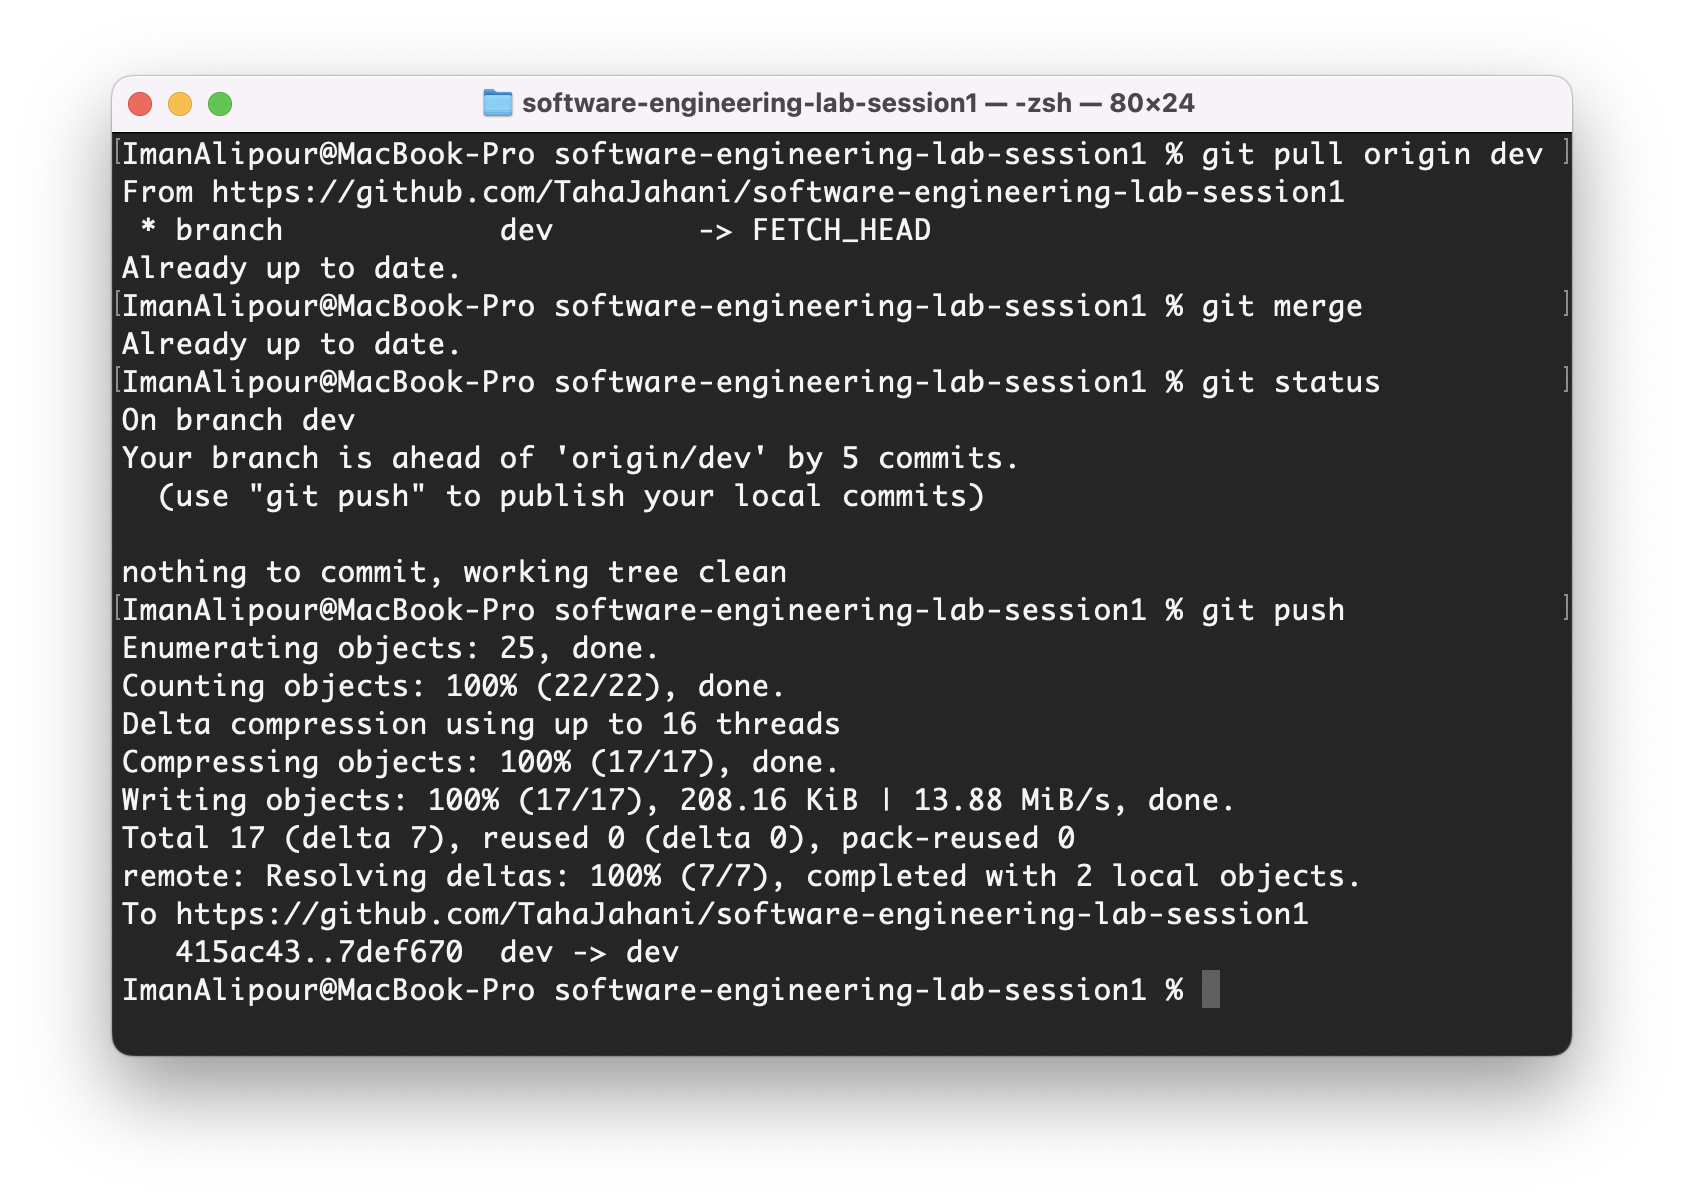 software-engineering-lab-session1 — -zsh — 80×24
[ImanAlipour@MacBook-Pro software-engineering-lab-session1 % git pull origin dev ]
From https://github.com/TahaJahani/software-engineering-lab-session1
 * branch            dev        -> FETCH_HEAD
Already up to date.
[ImanAlipour@MacBook-Pro software-engineering-lab-session1 % git merge           ]
Already up to date.
[ImanAlipour@MacBook-Pro software-engineering-lab-session1 % git status          ]
On branch dev
Your branch is ahead of 'origin/dev' by 5 commits.
  (use "git push" to publish your local commits)

nothing to commit, working tree clean
[ImanAlipour@MacBook-Pro software-engineering-lab-session1 % git push            ]
Enumerating objects: 25, done.
Counting objects: 100% (22/22), done.
Delta compression using up to 16 threads
Compressing objects: 100% (17/17), done.
Writing objects: 100% (17/17), 208.16 KiB | 13.88 MiB/s, done.
Total 17 (delta 7), reused 0 (delta 0), pack-reused 0
remote: Resolving deltas: 100% (7/7), completed with 2 local objects.
To https://github.com/TahaJahani/software-engineering-lab-session1
   415ac43..7def670  dev -> dev
ImanAlipour@MacBook-Pro software-engineering-lab-session1 %